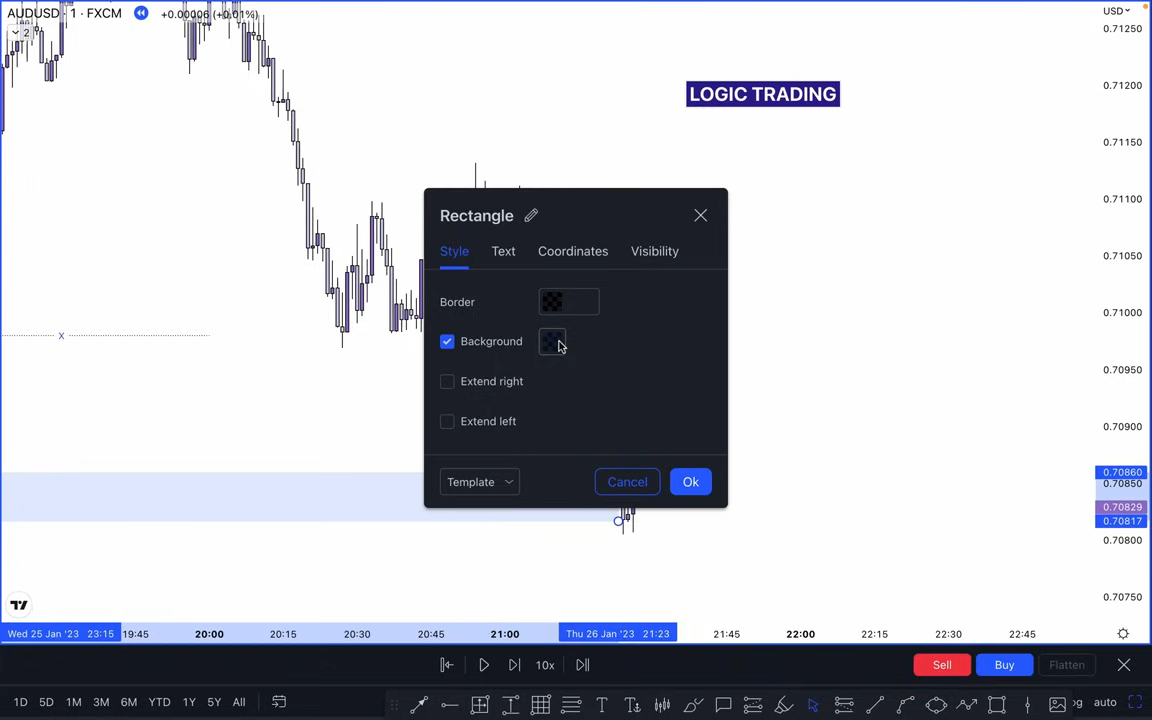 AUDUSD · 1 · FXCM +0.00006 (+0.01%)
2
USD
LOGIC TRADING
0.71250
0.71200
0.71150
0.71100
0.71050
0.71000
0.70950
0.70900
0.70860
0.70850
0.70829
0.70817
0.70800
0.70750
X
Rectangle
Style Text Coordinates Visibility
Border
Background
Extend right
Extend left
Template Cancel Ok
Wed 25 Jan '23 23:15 19:45 20:00 20:15 20:30 20:45 21:00 Thu 26 Jan '23 21:23 21:45 22:00 22:15 22:30 22:45
10x Sell Buy Flatten
1D 5D 1M 3M 6M YTD 1Y 5Y All auto